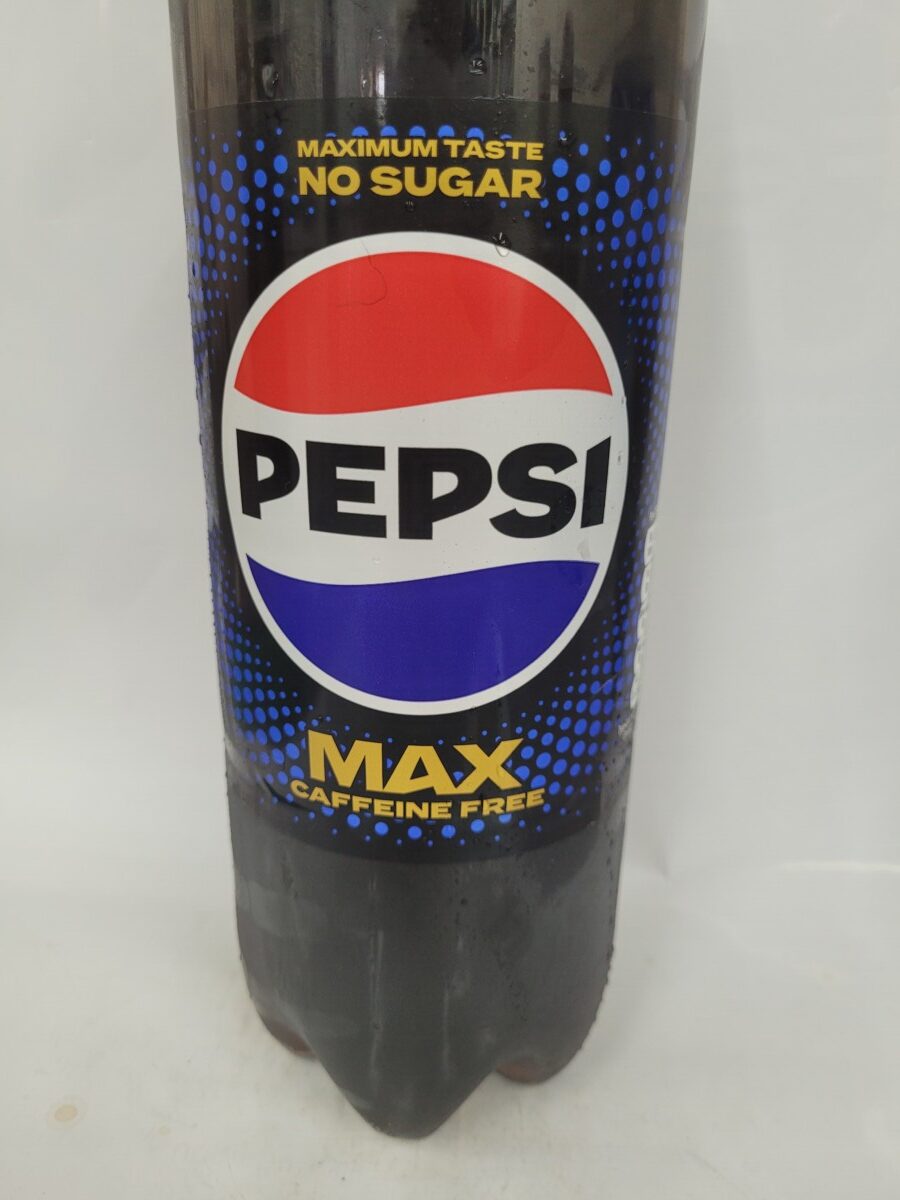 MAXIMUM TASTE
NO SUGAR
PEPSI
MAX
CAFFEINE FREE